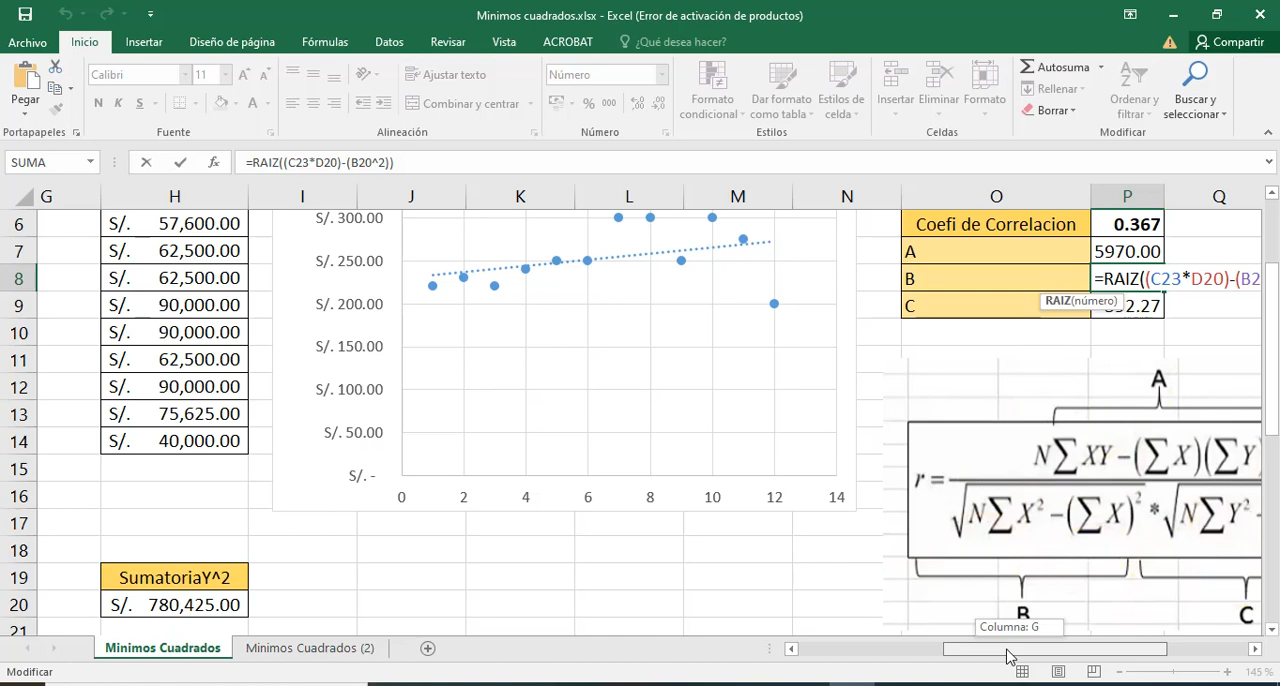 Minimos cuadrados.xlsx - Excel (Error de activación de productos)
Archivo Inicio Insertar Diseño de página Fórmulas Datos Revisar Vista ACROBAT ¿Qué desea hacer? Compartir
Pegar Calibri 11 Ajustar texto Número Formato condicional Dar formato como tabla Estilos de celda Insertar Eliminar Formato Autosuma Ordenar y filtrar Buscar y seleccionar
N K S A Combinar y centrar % 000 Rellenar
Borrar
Portapapeles Fuente Alineación Número Estilos Celdas Modificar
SUMA fx =RAIZ((C23*D20)-(B20^2))
G H I J K L M N O P Q
6 S/. 57,600.00 S/. 300.00 Coefi de Correlacion 0.367
7 S/. 62,500.00 A 5970.00
8 S/. 62,500.00 S/. 250.00 B =RAIZ((C23*D20)-(B2
RAIZ(número)
9 S/. 90,000.00 S/. 200.00 C
10 S/. 90,000.00 S/. 150.00
11 S/. 62,500.00 S/. 100.00
12 S/. 90,000.00 S/. 50.00
13 S/. 75,625.00 S/. -
14 S/. 40,000.00
15
16
17
18
19 SumatoriaY^2
20 S/. 780,425.00
21
0 2 4 6 8 10 12 14
A
r = N∑XY−(∑X)(∑Y
√N∑X²−(∑X)² * √N∑Y²
B C
Columna: G
Minimos Cuadrados Minimos Cuadrados (2)
Modificar 145 %